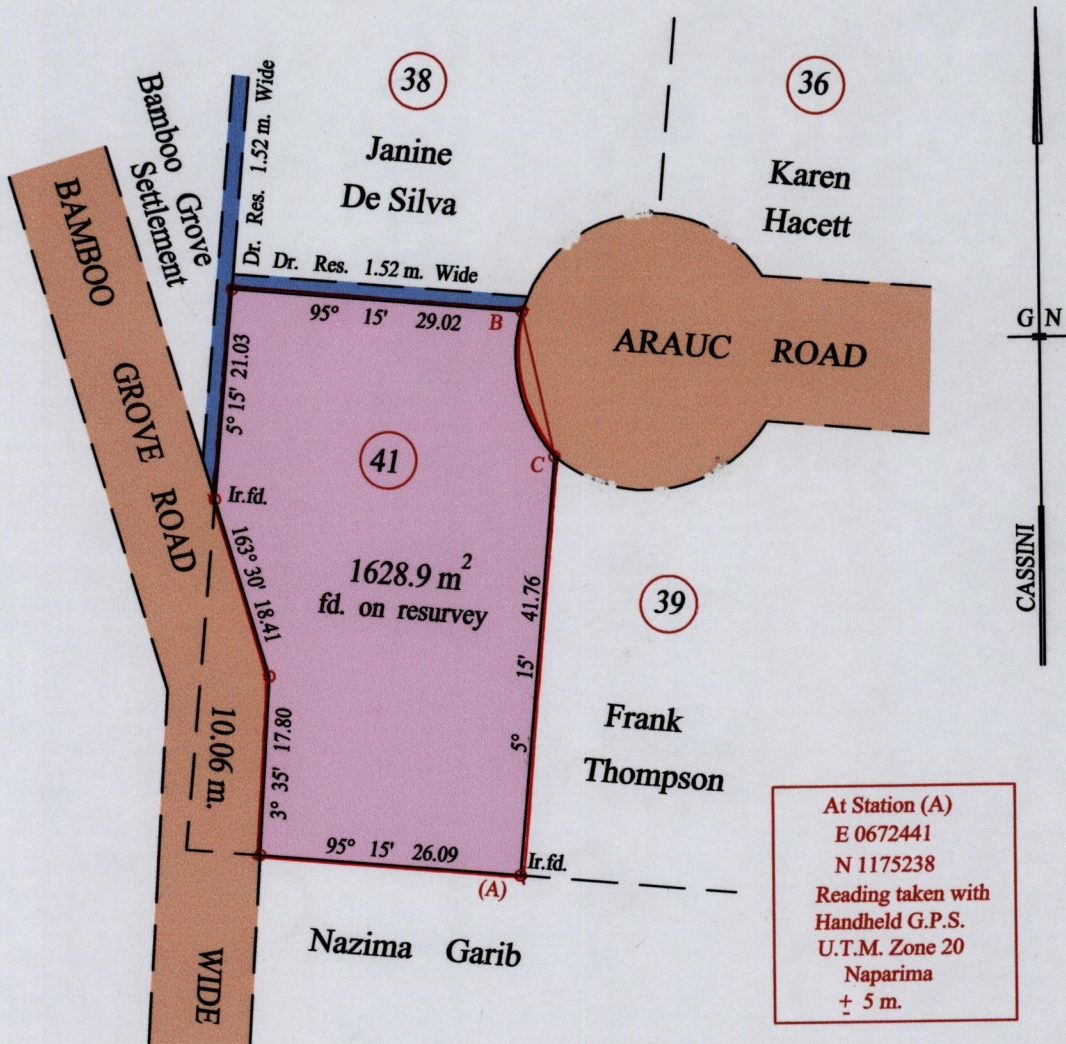 38
Janine
De Silva
36
Karen
Hacett
Bamboo Grove
Settlement
Dr. Res. 1.52 m. Wide
Dr. Res. 1.52 m. Wide
BAMBOO GROVE ROAD
10.06 m.
WIDE
95° 15' 29.02
B
ARAUC ROAD
G N
CASSINI
5° 15' 21.03
41
C
Ir.fd.
163° 30' 18.41
1628.9 m²
fd. on resurvey
5° 15' 41.76
39
Frank
Thompson
3° 35' 17.80
95° 15' 26.09
Ir.fd.
(A)
Nazima Garib
At Station (A)
E 0672441
N 1175238
Reading taken with
Handheld G.P.S.
U.T.M. Zone 20
Naparima
± 5 m.